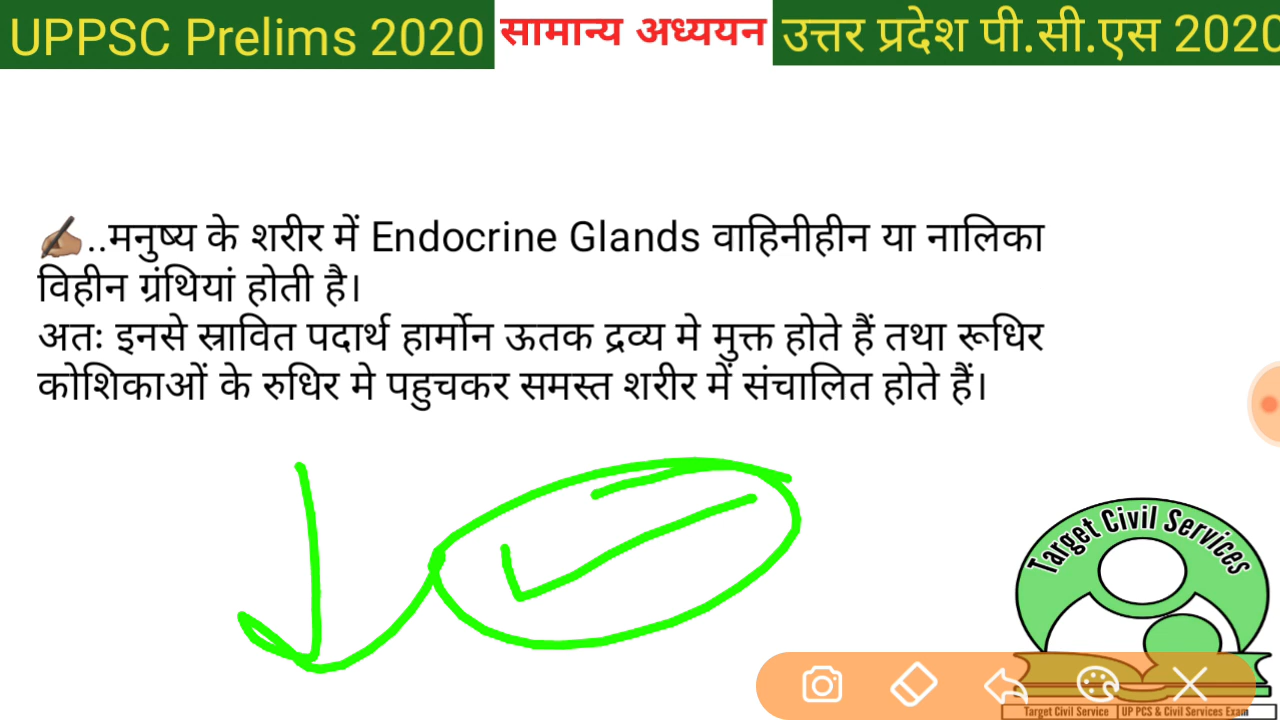 UPPSC Prelims 2020 सामान्य अध्ययन उत्तर प्रदेश पी.सी.एस 2020
✍🏽..मनुष्य के शरीर में Endocrine Glands वाहिनीहीन या नालिका
विहीन ग्रंथियां होती है।
अतः इनसे स्रावित पदार्थ हार्मोन ऊतक द्रव्य मे मुक्त होते हैं तथा रूधिर
कोशिकाओं के रुधिर मे पहुचकर समस्त शरीर में संचालित होते हैं।
Target Civil Services
Target Civil Service | UP PCS & Civil Services Exam